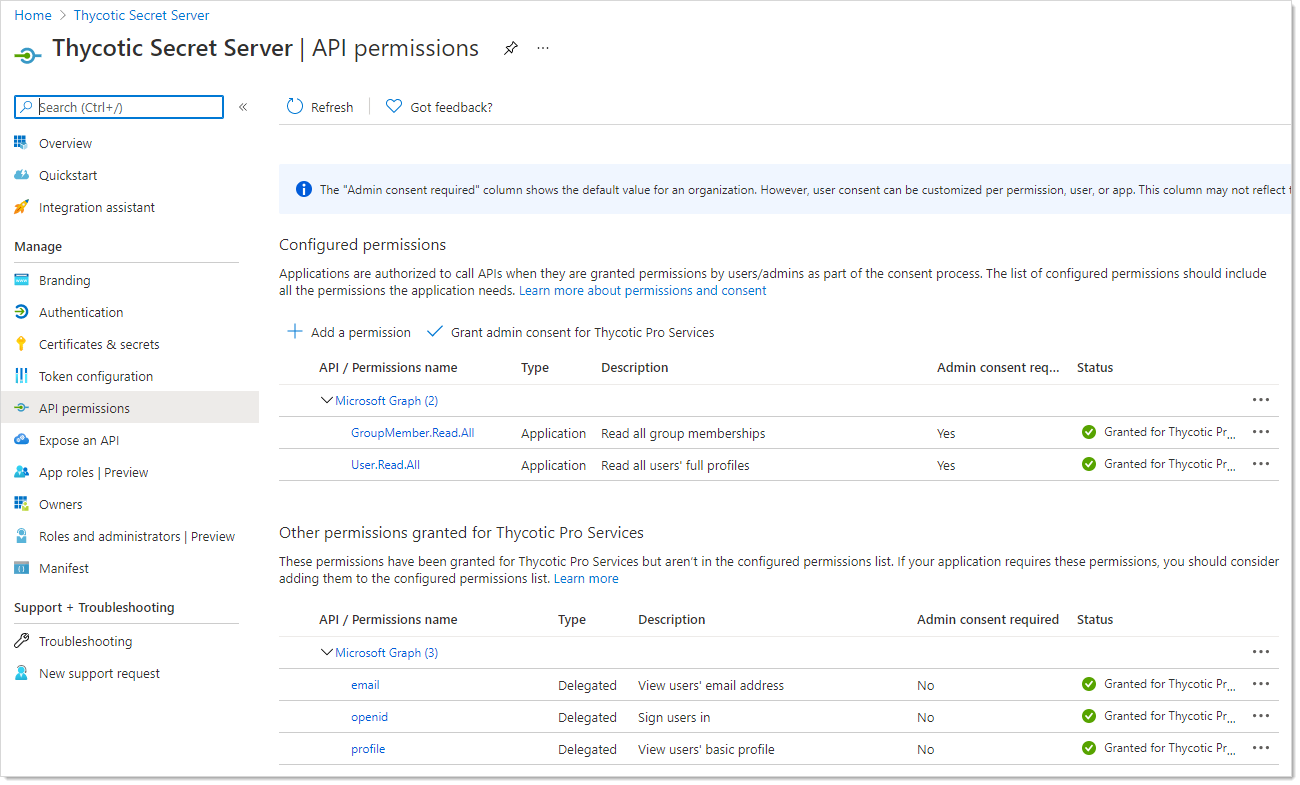 Home > Thycotic Secret Server
Thycotic Secret Server | API permissions
Search (Ctrl+/)
Overview
Quickstart
Integration assistant
Manage
Branding
Authentication
Certificates & secrets
Token configuration
API permissions
Expose an API
App roles | Preview
Owners
Roles and administrators | Preview
Manifest
Support + Troubleshooting
Troubleshooting
New support request
Refresh
Got feedback?
The "Admin consent required" column shows the default value for an organization. However, user consent can be customized per permission, user, or app. This column may not reflect
Configured permissions
Applications are authorized to call APIs when they are granted permissions by users/admins as part of the consent process. The list of configured permissions should include
all the permissions the application needs. Learn more about permissions and consent
Add a permission Grant admin consent for Thycotic Pro Services
API / Permissions name Type Description Admin consent req... Status
Microsoft Graph (2)
GroupMember.Read.All Application Read all group memberships Yes Granted for Thycotic Pr...
User.Read.All Application Read all users' full profiles Yes Granted for Thycotic Pr...
Other permissions granted for Thycotic Pro Services
These permissions have been granted for Thycotic Pro Services but aren't in the configured permissions list. If your application requires these permissions, you should consider
adding them to the configured permissions list. Learn more
API / Permissions name Type Description Admin consent required Status
Microsoft Graph (3)
email Delegated View users' email address No Granted for Thycotic Pr...
openid Delegated Sign users in No Granted for Thycotic Pr...
profile Delegated View users' basic profile No Granted for Thycotic Pr...